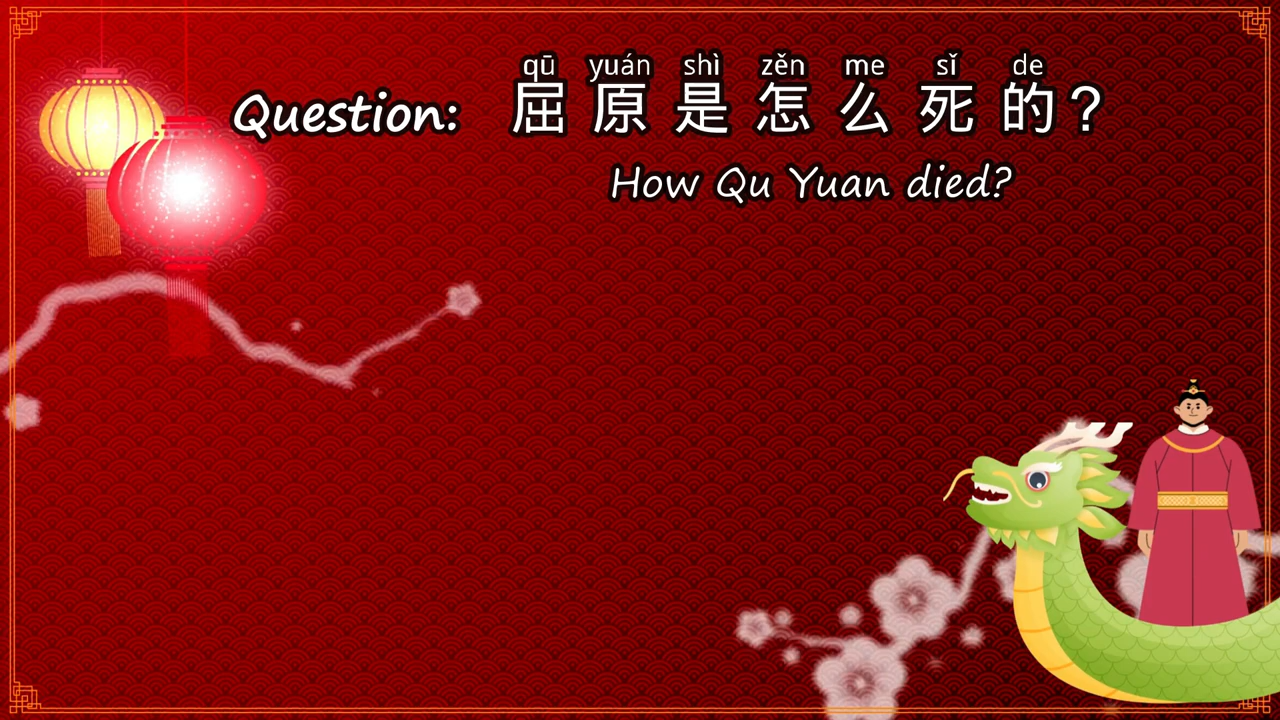 qū yuán shì zěn me sǐ de
Question: 屈原是怎么死的？
How Qu Yuan died?